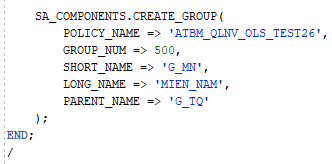 SA_COMPONENTS.CREATE_GROUP(
POLICY_NAME => 'ATBM_QLNV_OLS_TEST26',
GROUP_NUM => 500,
SHORT_NAME => 'G_MN',
LONG_NAME => 'MIEN_NAM',
PARENT_NAME => 'G_TQ'
);
END;
/